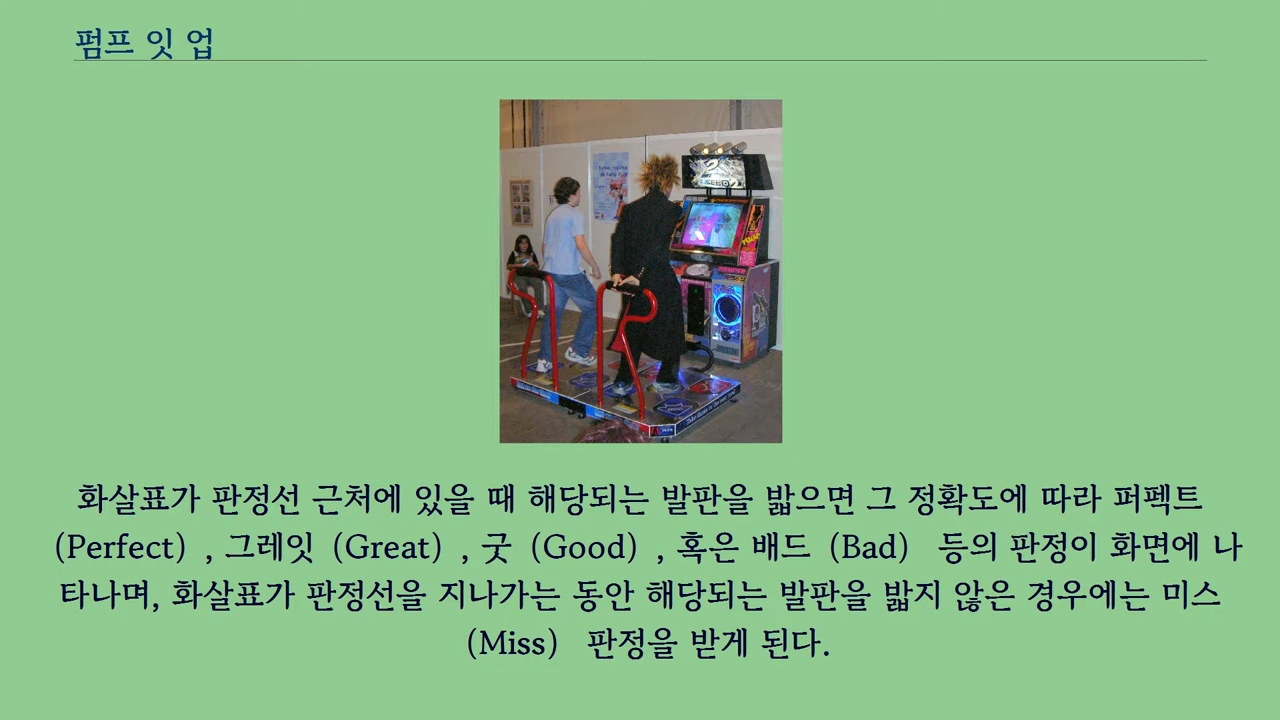 펌프 잇 업
화살표가 판정선 근처에 있을 때 해당되는 발판을 밟으면 그 정확도에 따라 퍼펙트
(Perfect) , 그레잇 (Great) , 굿 (Good) , 혹은 배드 (Bad) 등의 판정이 화면에 나
타나며, 화살표가 판정선을 지나가는 동안 해당되는 발판을 밟지 않은 경우에는 미스
(Miss) 판정을 받게 된다.